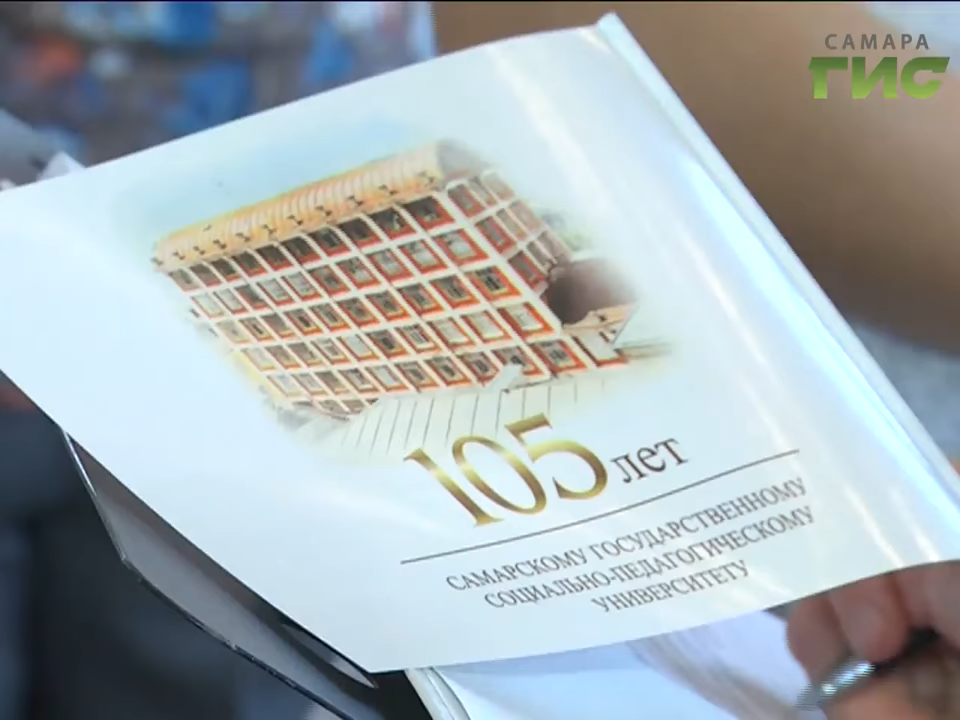 САМАРА
ГИС
105 лет
САМАРСКОМУ ГОСУДАРСТВЕННОМУ
СОЦИАЛЬНО-ПЕДАГОГИЧЕСКОМУ
УНИВЕРСИТЕТУ